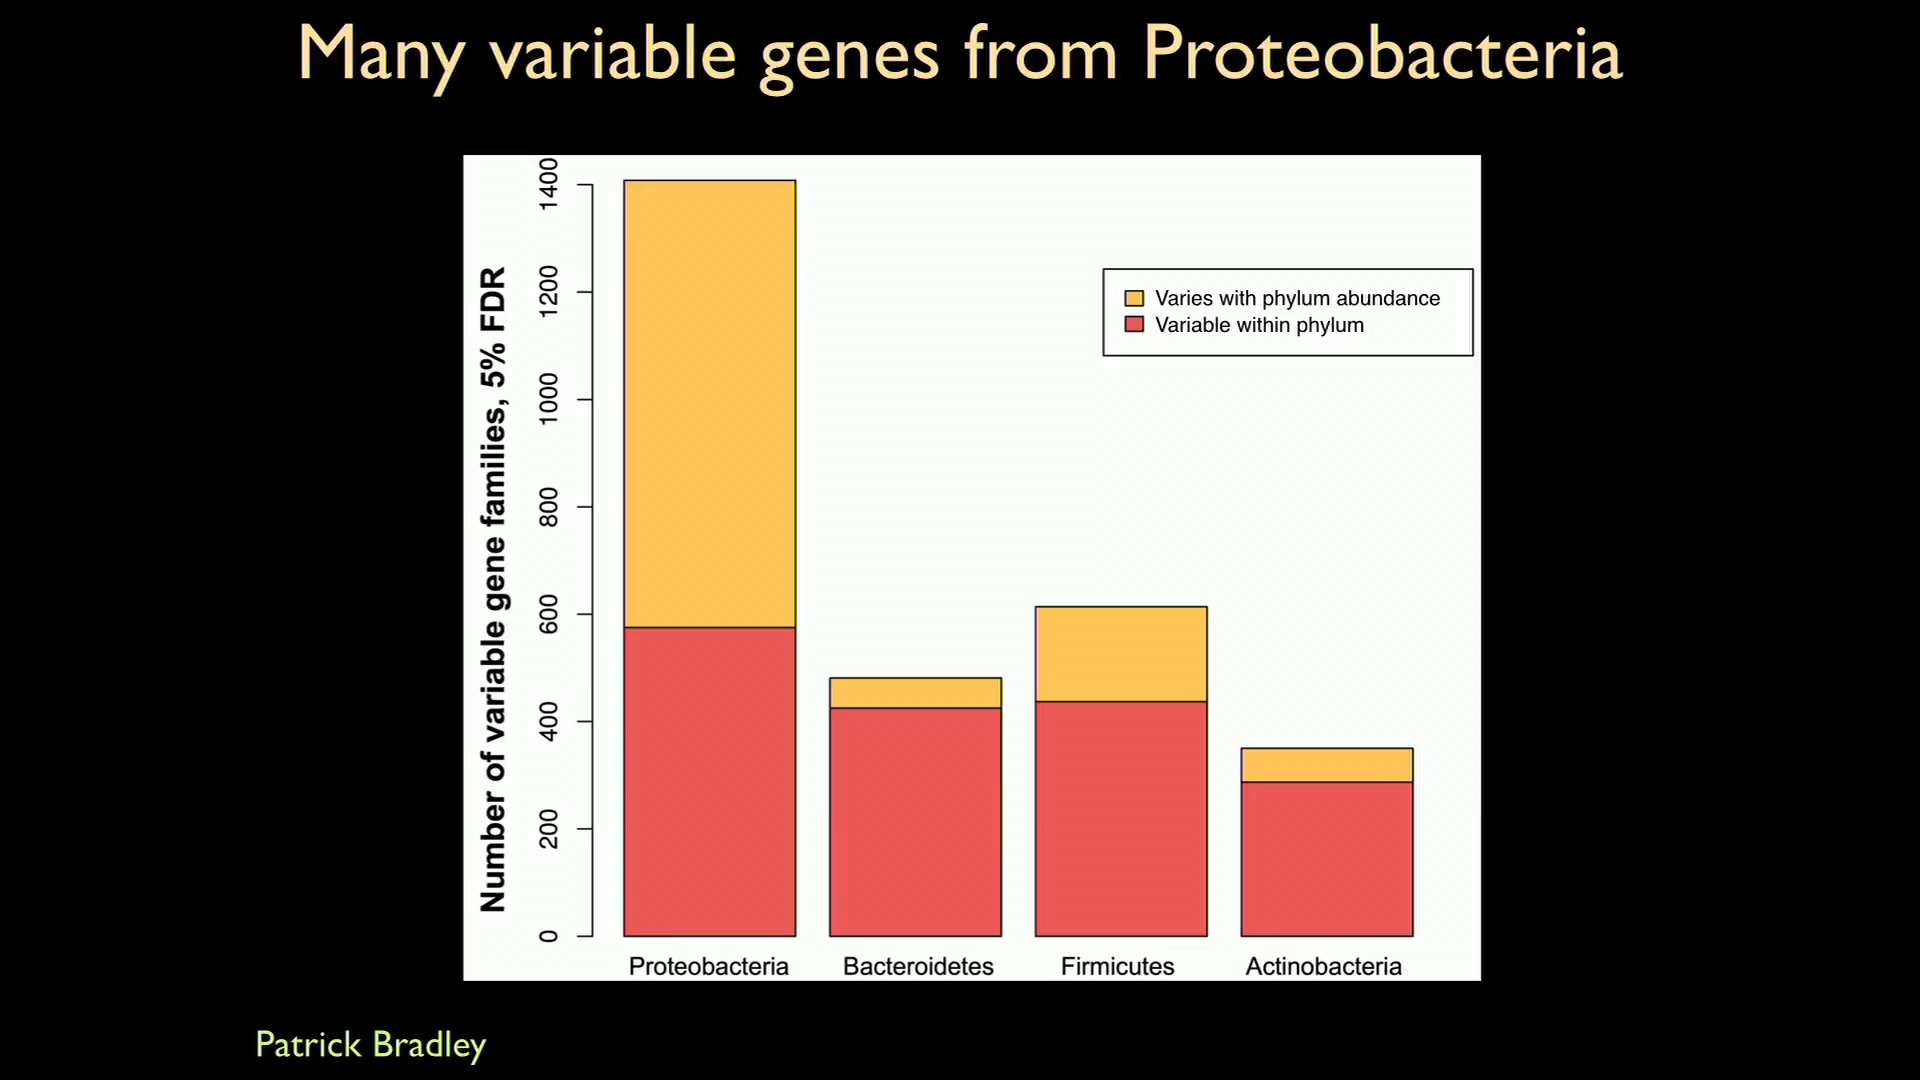 Many variable genes from Proteobacteria
Number of variable gene families, 5% FDR
1400
1200
1000
800
600
400
200
0
Varies with phylum abundance
Variable within phylum
Proteobacteria
Bacteroidetes
Firmicutes
Actinobacteria
Patrick Bradley